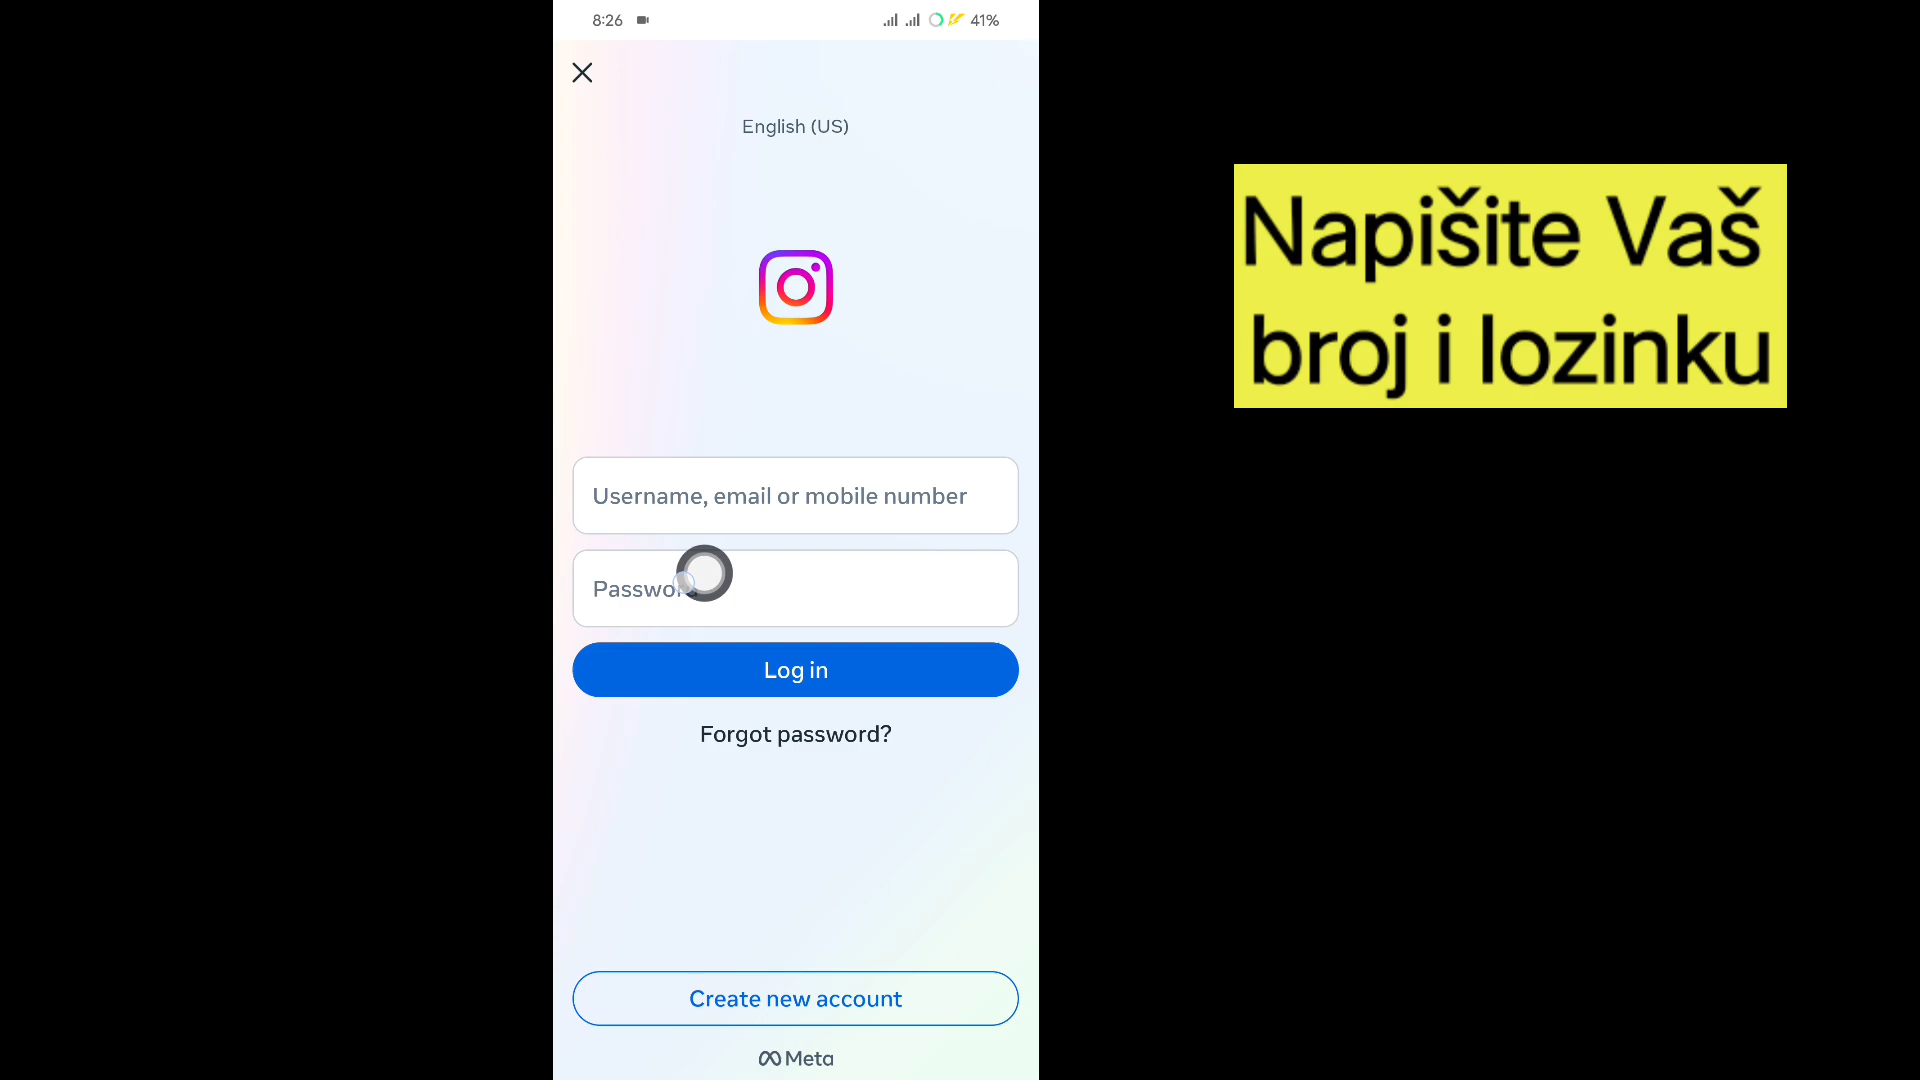 8:26
41%
English (US)
Napišite Vaš
broj i lozinku
Username, email or mobile number
Log in
Forgot password?
Create new account
Meta